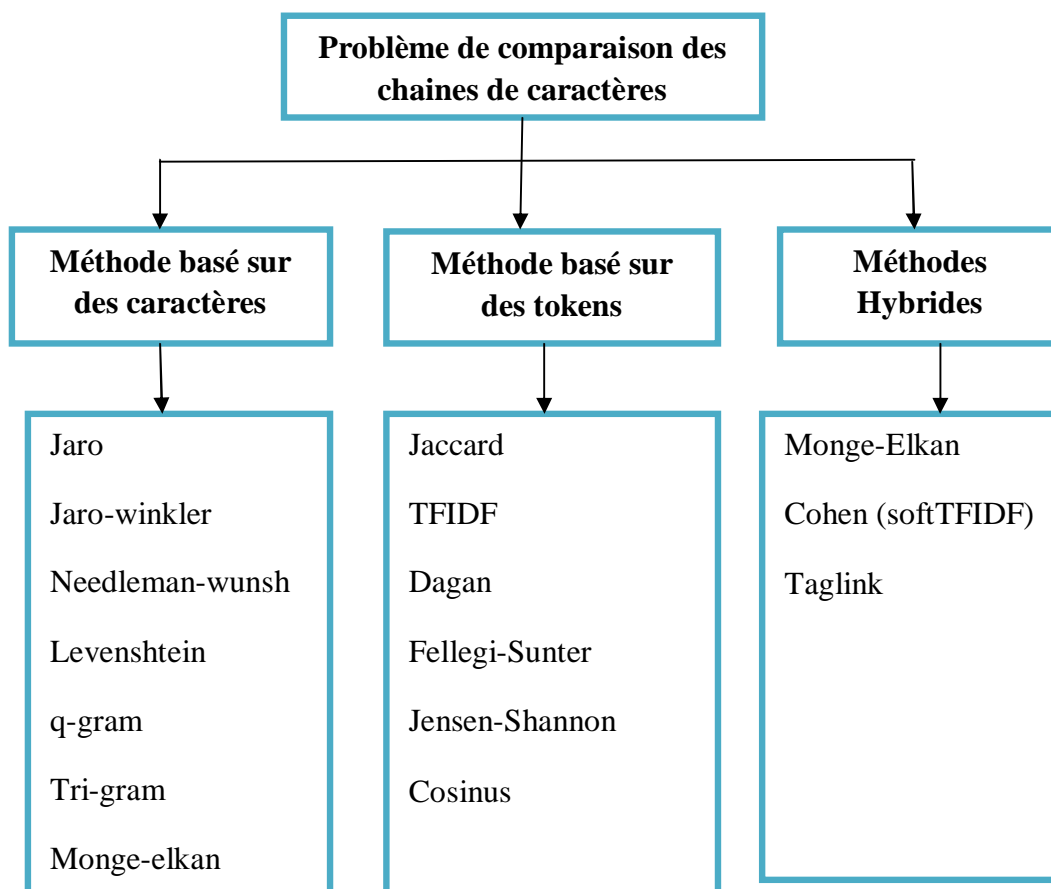 Problème de comparaison des
chaines de caractères
Méthode basé sur
des caractères
Méthode basé sur
des tokens
Méthodes
Hybrides
Jaro
Jaro-winkler
Needleman-wunsh
Levenshtein
q-gram
Tri-gram
Monge-elkan
Jaccard
TFIDF
Dagan
Fellegi-Sunter
Jensen-Shannon
Cosinus
Monge-Elkan
Cohen (softTFIDF)
Taglink